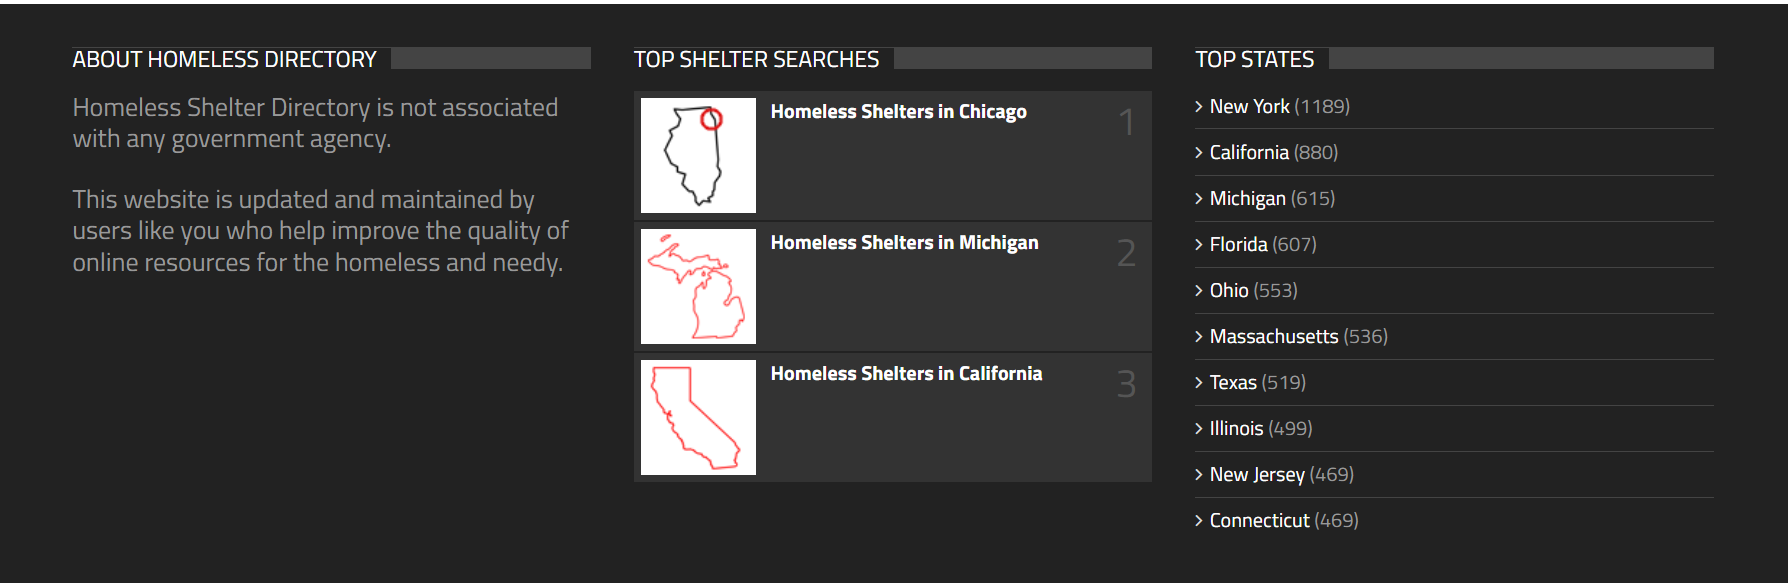 ABOUT HOMELESS DIRECTORY
Homeless Shelter Directory is not associated
with any government agency.
This website is updated and maintained by
users like you who help improve the quality of
online resources for the homeless and needy.
TOP SHELTER SEARCHES
Homeless Shelters in Chicago
1
Homeless Shelters in Michigan
2
Homeless Shelters in California
3
TOP STATES
New York (1189)
California (880)
Michigan (615)
Florida (607)
Ohio (553)
Massachusetts (536)
Texas (519)
Illinois (499)
New Jersey (469)
Connecticut (469)